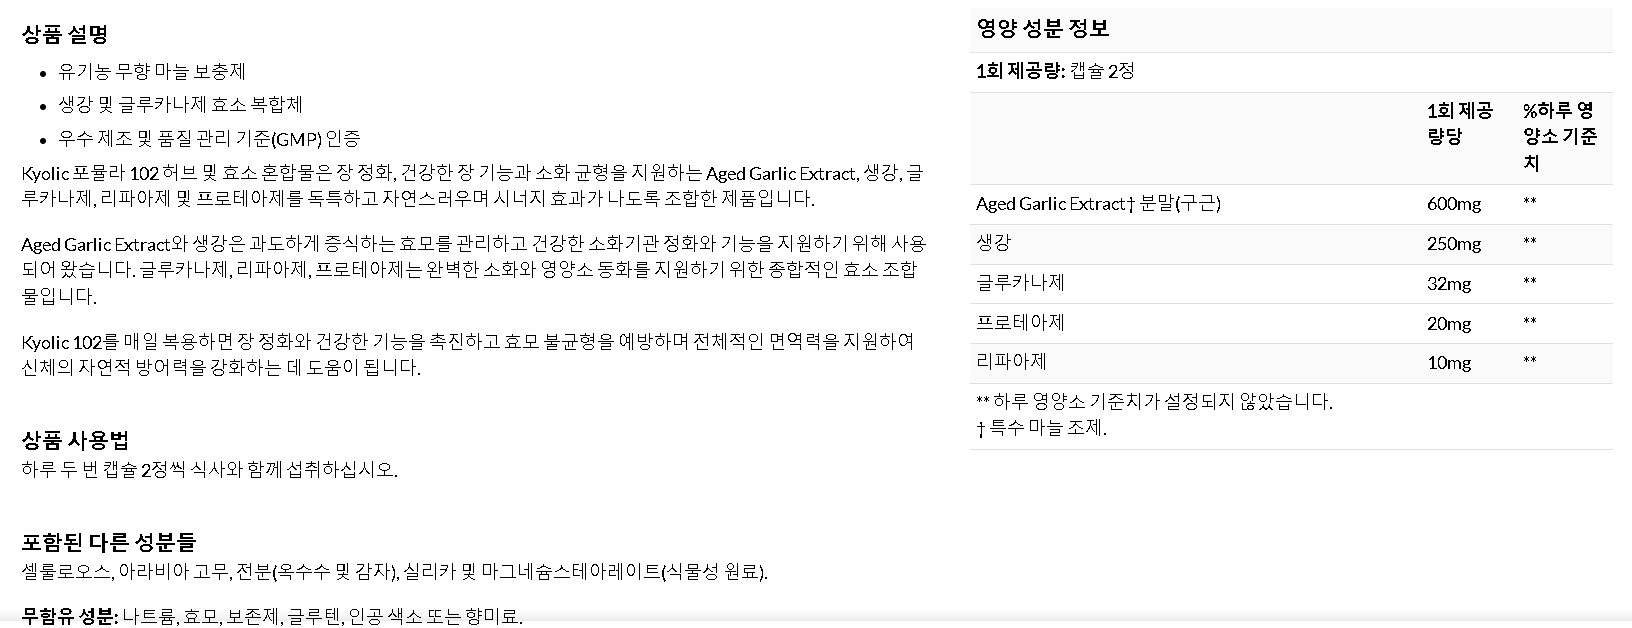 상품 설명
• 유기농 무향 마늘 보충제
• 생강 및 글루카나제 효소 복합체
• 우수 제조 및 품질 관리 기준(GMP) 인증
Kyolic 포뮬라 102 허브 및 효소 혼합물은 장 정화, 건강한 장 기능과 소화 균형을 지원하는 Aged Garlic Extract, 생강, 글
루카나제, 리파아제 및 프로테아제를 독특하고 자연스러우며 시너지 효과가 나도록 조합한 제품입니다.
Aged Garlic Extract와 생강은 과도하게 증식하는 효모를 관리하고 건강한 소화기관 정화와 기능을 지원하기 위해 사용
되어 왔습니다. 글루카나제, 리파아제, 프로테아제는 완벽한 소화와 영양소 동화를 지원하기 위한 종합적인 효소 조합
물입니다.
Kyolic 102를 매일 복용하면 장 정화와 건강한 기능을 촉진하고 효모 불균형을 예방하며 전체적인 면역력을 지원하여
신체의 자연적 방어력을 강화하는 데 도움이 됩니다.
상품 사용법
하루 두 번 캡슐 2정씩 식사와 함께 섭취하십시오.
포함된 다른 성분들
셀룰로오스, 아라비아 고무, 전분(옥수수 및 감자), 실리카 및 마그네슘스테아레이트(식물성 원료).
무함유 성분: 나트륨, 효모, 보존제, 글루텐, 인공 색소 또는 향미료.
영양 성분 정보
1회 제공량: 캡슐 2정
1회 제공
량당
%하루 영
양소 기준
치
Aged Garlic Extract† 분말(구근) 600mg **
생강 250mg **
글루카나제 32mg **
프로테아제 20mg **
리파아제 10mg **
** 하루 영양소 기준치가 설정되지 않았습니다.
† 특수 마늘 조제.